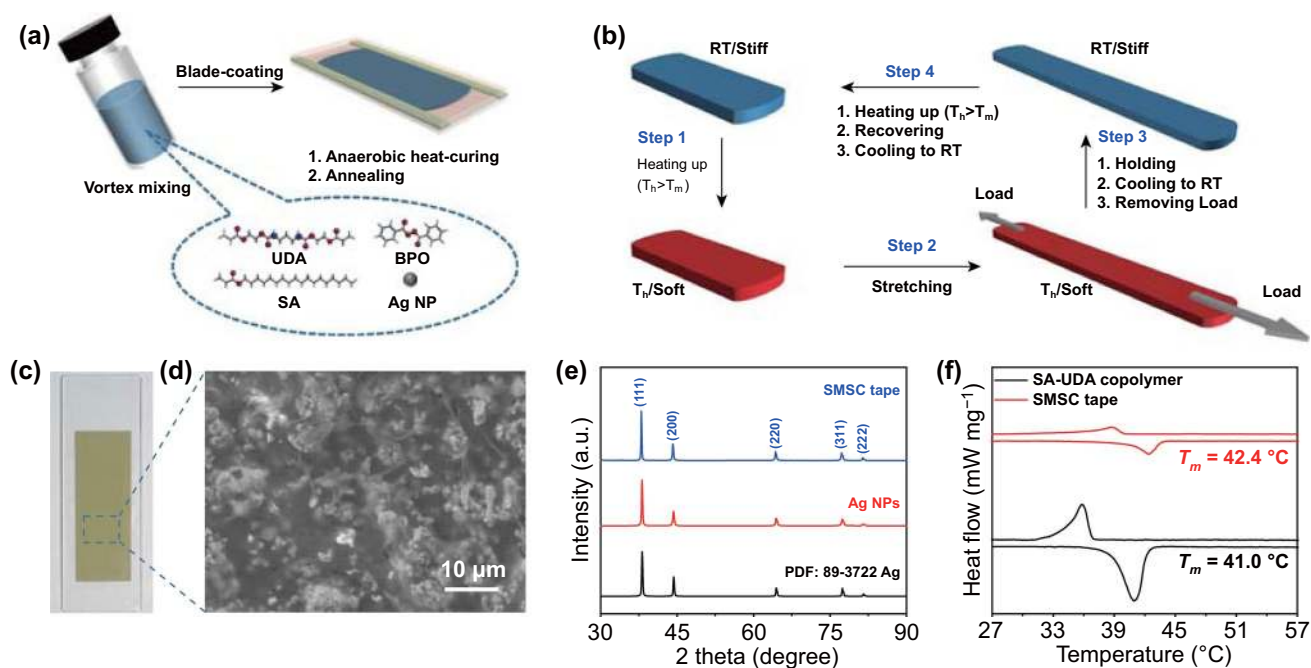 (a)
Blade-coating
Vortex mixing
1. Anaerobic heat-curing
2. Annealing
UDA
BPO
SA
Ag NP
(b)
RT/Stiff
RT/Stiff
Step 4
1. Heating up (Tₕ>Tₘ)
2. Recovering
3. Cooling to RT
Step 1
Heating up
(Tₕ>Tₘ)
Step 3
1. Holding
2. Cooling to RT
3. Removing Load
Load
Step 2
Stretching
Tₕ/Soft
Tₕ/Soft
Load
(c)
(d)
10 μm
(e)
Intensity (a.u.)
(111)
(200)
(220)
(311)
(222)
SMSC tape
Ag NPs
PDF: 89-3722 Ag
30 45 60 75 90
2 theta (degree)
(f)
Heat flow (mW mg⁻¹)
SA-UDA copolymer
SMSC tape
Tₘ = 42.4 °C
Tₘ = 41.0 °C
27 33 39 45 51 57
Temperature (°C)